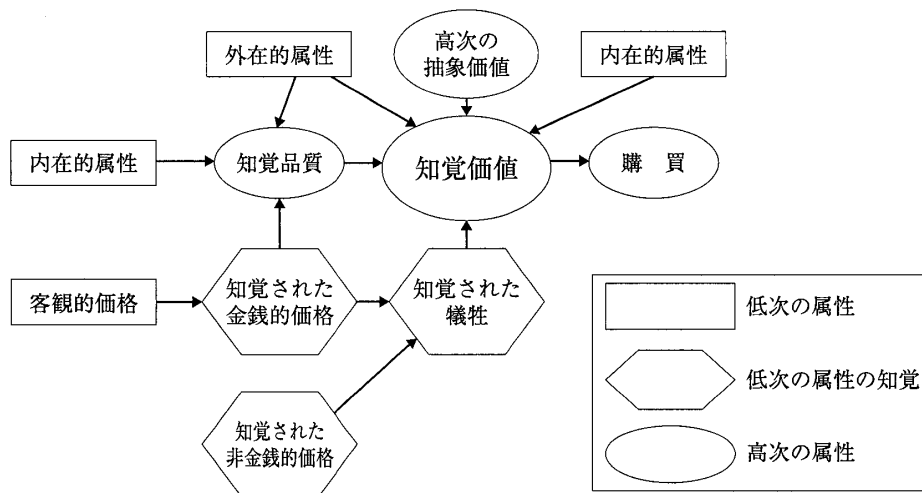 外在的属性
高次の
抽象価値
内在的属性
内在的属性
知覚品質
知覚価値
購 買
客観的価格
知覚された
金銭的価格
知覚された
犠牲
知覚された
非金銭的価格
低次の属性
低次の属性の知覚
高次の属性